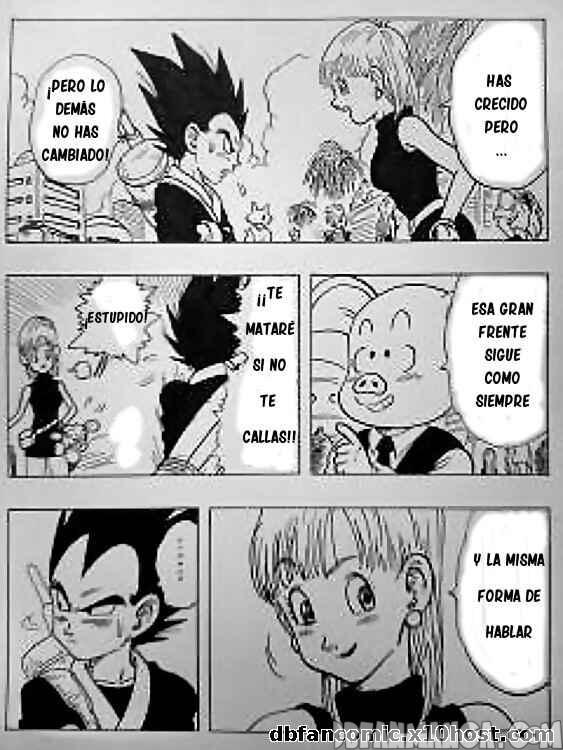 HAS
CRECIDO
PERO
...
¡PERO LO
DEMÁS
NO HAS
CAMBIADO!
ESA GRAN
FRENTE
SIGUE
COMO
SIEMPRE
¡¡TE
MATARÉ
SI NO
TE
CALLAS!!
¡ESTUPIDO!
Y LA MISMA
FORMA DE
HABLAR
dbfancomic.x10host.com